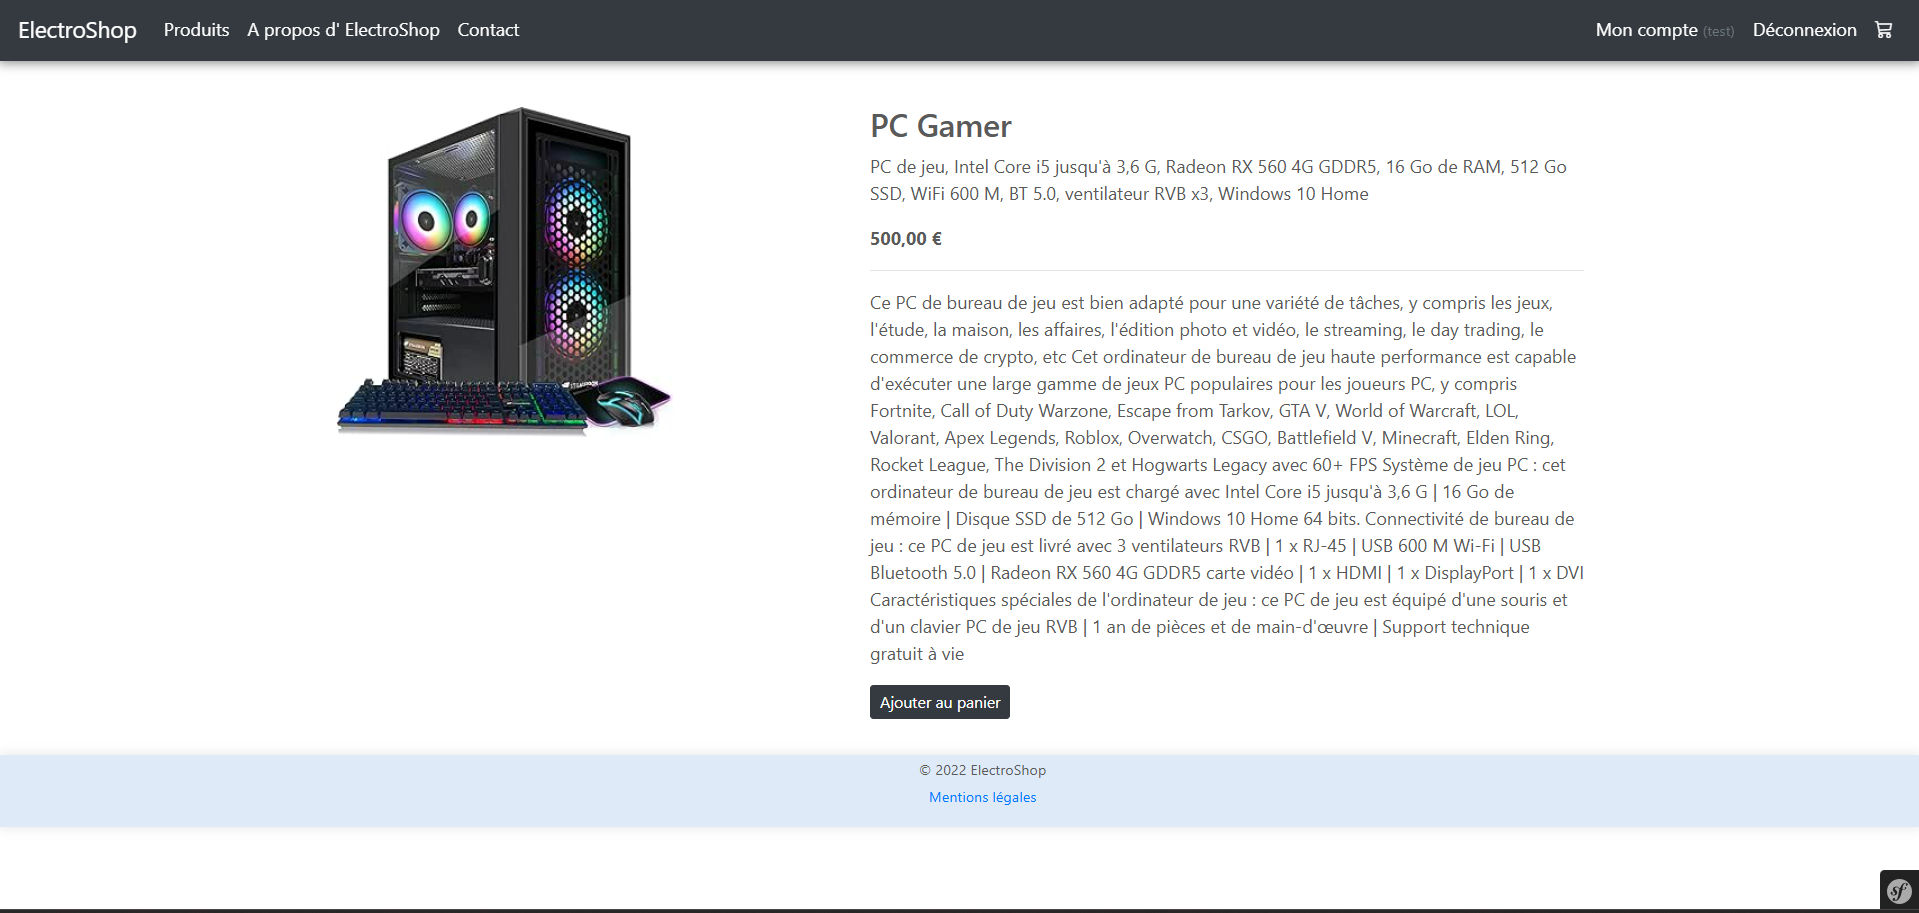 ElectroShop Produits A propos d' ElectroShop Contact Mon compte (test) Déconnexion
PC Gamer
PC de jeu, Intel Core i5 jusqu'à 3,6 G, Radeon RX 560 4G GDDR5, 16 Go de RAM, 512 Go
SSD, WiFi 600 M, BT 5.0, ventilateur RVB x3, Windows 10 Home
500,00 €
Ce PC de bureau de jeu est bien adapté pour une variété de tâches, y compris les jeux,
l'étude, la maison, les affaires, l'édition photo et vidéo, le streaming, le day trading, le
commerce de crypto, etc Cet ordinateur de bureau de jeu haute performance est capable
d'exécuter une large gamme de jeux PC populaires pour les joueurs PC, y compris
Fortnite, Call of Duty Warzone, Escape from Tarkov, GTA V, World of Warcraft, LOL,
Valorant, Apex Legends, Roblox, Overwatch, CSGO, Battlefield V, Minecraft, Elden Ring,
Rocket League, The Division 2 et Hogwarts Legacy avec 60+ FPS Système de jeu PC : cet
ordinateur de bureau de jeu est chargé avec Intel Core i5 jusqu'à 3,6 G | 16 Go de
mémoire | Disque SSD de 512 Go | Windows 10 Home 64 bits. Connectivité de bureau de
jeu : ce PC de jeu est livré avec 3 ventilateurs RVB | 1 x RJ-45 | USB 600 M Wi-Fi | USB
Bluetooth 5.0 | Radeon RX 560 4G GDDR5 carte vidéo | 1 x HDMI | 1 x DisplayPort | 1 x DVI
Caractéristiques spéciales de l'ordinateur de jeu : ce PC de jeu est équipé d'une souris et
d'un clavier PC de jeu RVB | 1 an de pièces et de main-d'œuvre | Support technique
gratuit à vie
Ajouter au panier
© 2022 ElectroShop
Mentions légales
sf